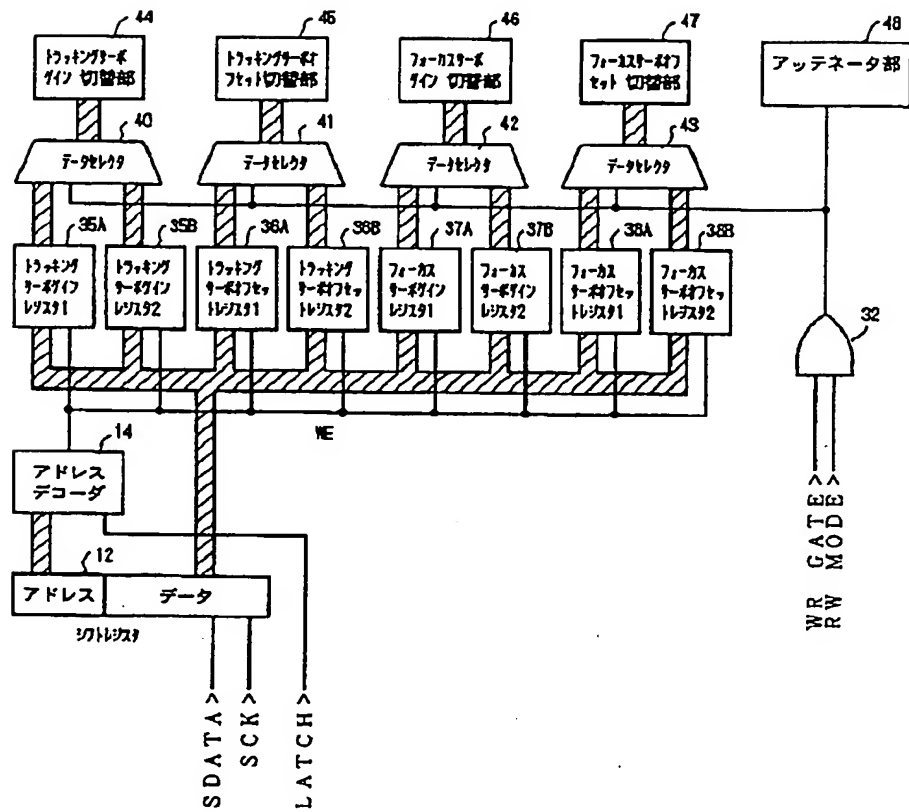 44
45
46
47
48
トラッキングサーボ
ゲイン 切替部
トラッキングサーボオ
フセット 切替部
フォーカスサーボ
ゲイン 切替部
フォーカスサーボオフ
セット 切替部
アッテネータ部
40
41
42
43
データセレクタ
データセレクタ
データセレクタ
データセレクタ
35A
35B
36A
36B
37A
37B
38A
38B
トラッキング
サーボゲイン
レジスタ1
トラッキング
サーボゲイン
レジスタ2
トラッキング
サーボオフセッ
トレジスタ1
トラッキング
サーボオフセッ
トレジスタ2
フォーカス
サーボゲイン
レジスタ1
フォーカス
サーボゲイン
レジスタ2
フォーカス
サーボオフセッ
トレジスタ1
フォーカス
サーボオフセッ
トレジスタ2
32
WE
14
アドレス
デコーダ
12
アドレス
データ
シフトレジスタ
SDATA>
SCK>
LATCH>
WR GATE>
RW MODE>